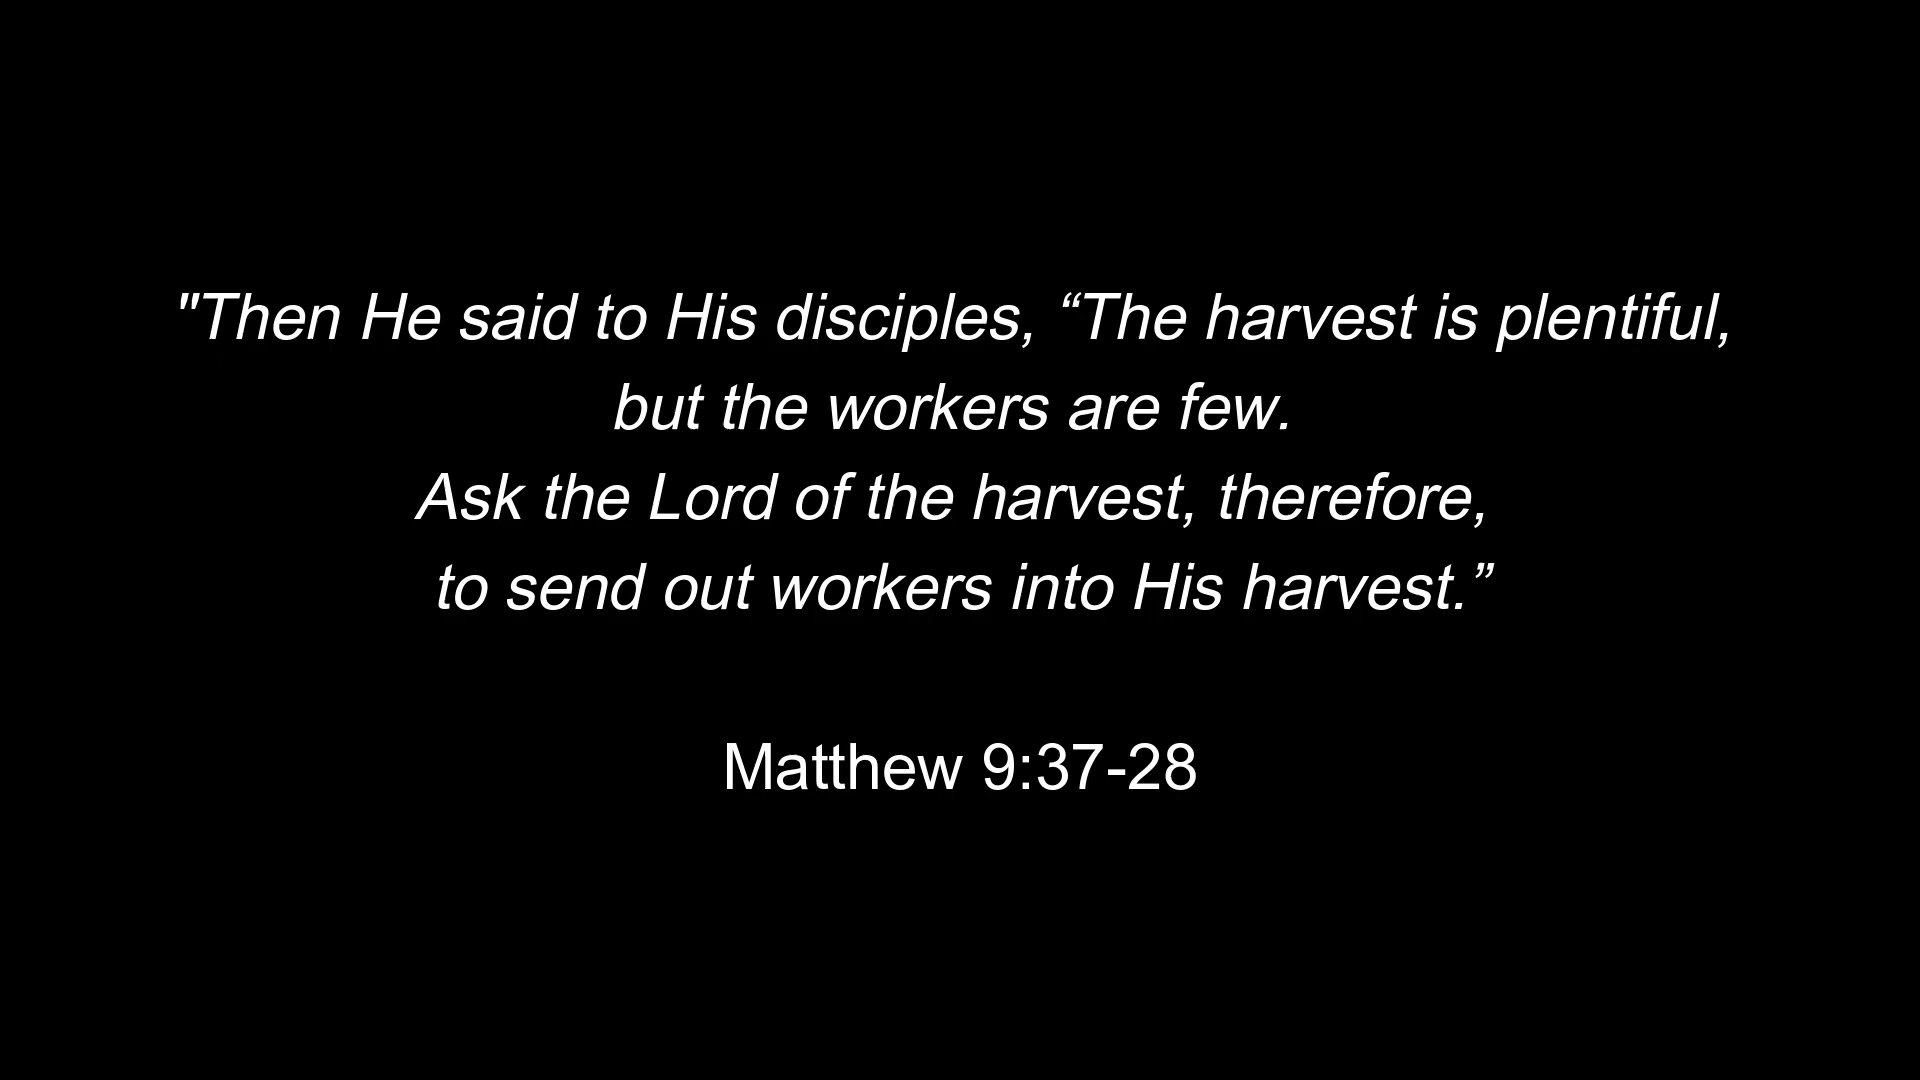 "Then He said to His disciples, “The harvest is plentiful,
but the workers are few.
Ask the Lord of the harvest, therefore,
to send out workers into His harvest.”
Matthew 9:37-28